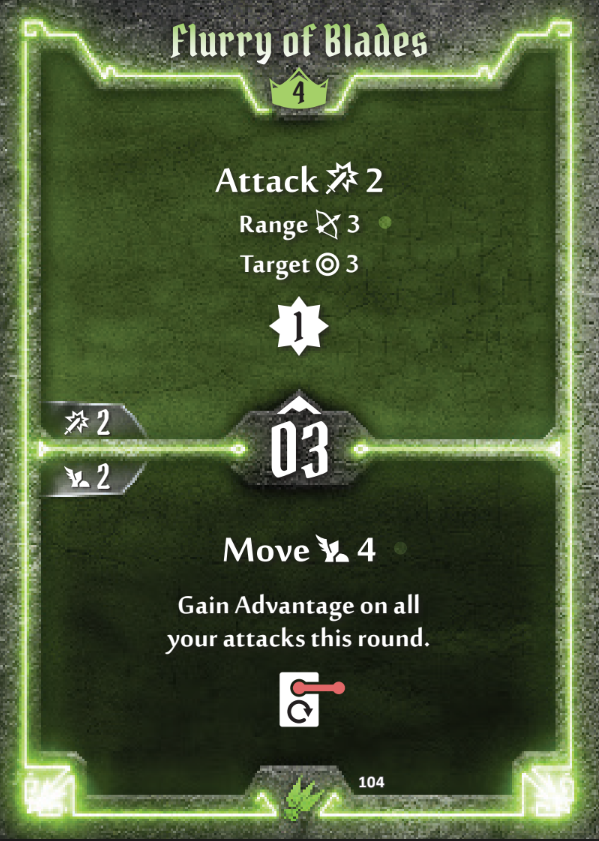 Flurry of Blades
4
Attack 2
Range 3
Target 3
1
2
03
2
Move 4
Gain Advantage on all
your attacks this round.
104